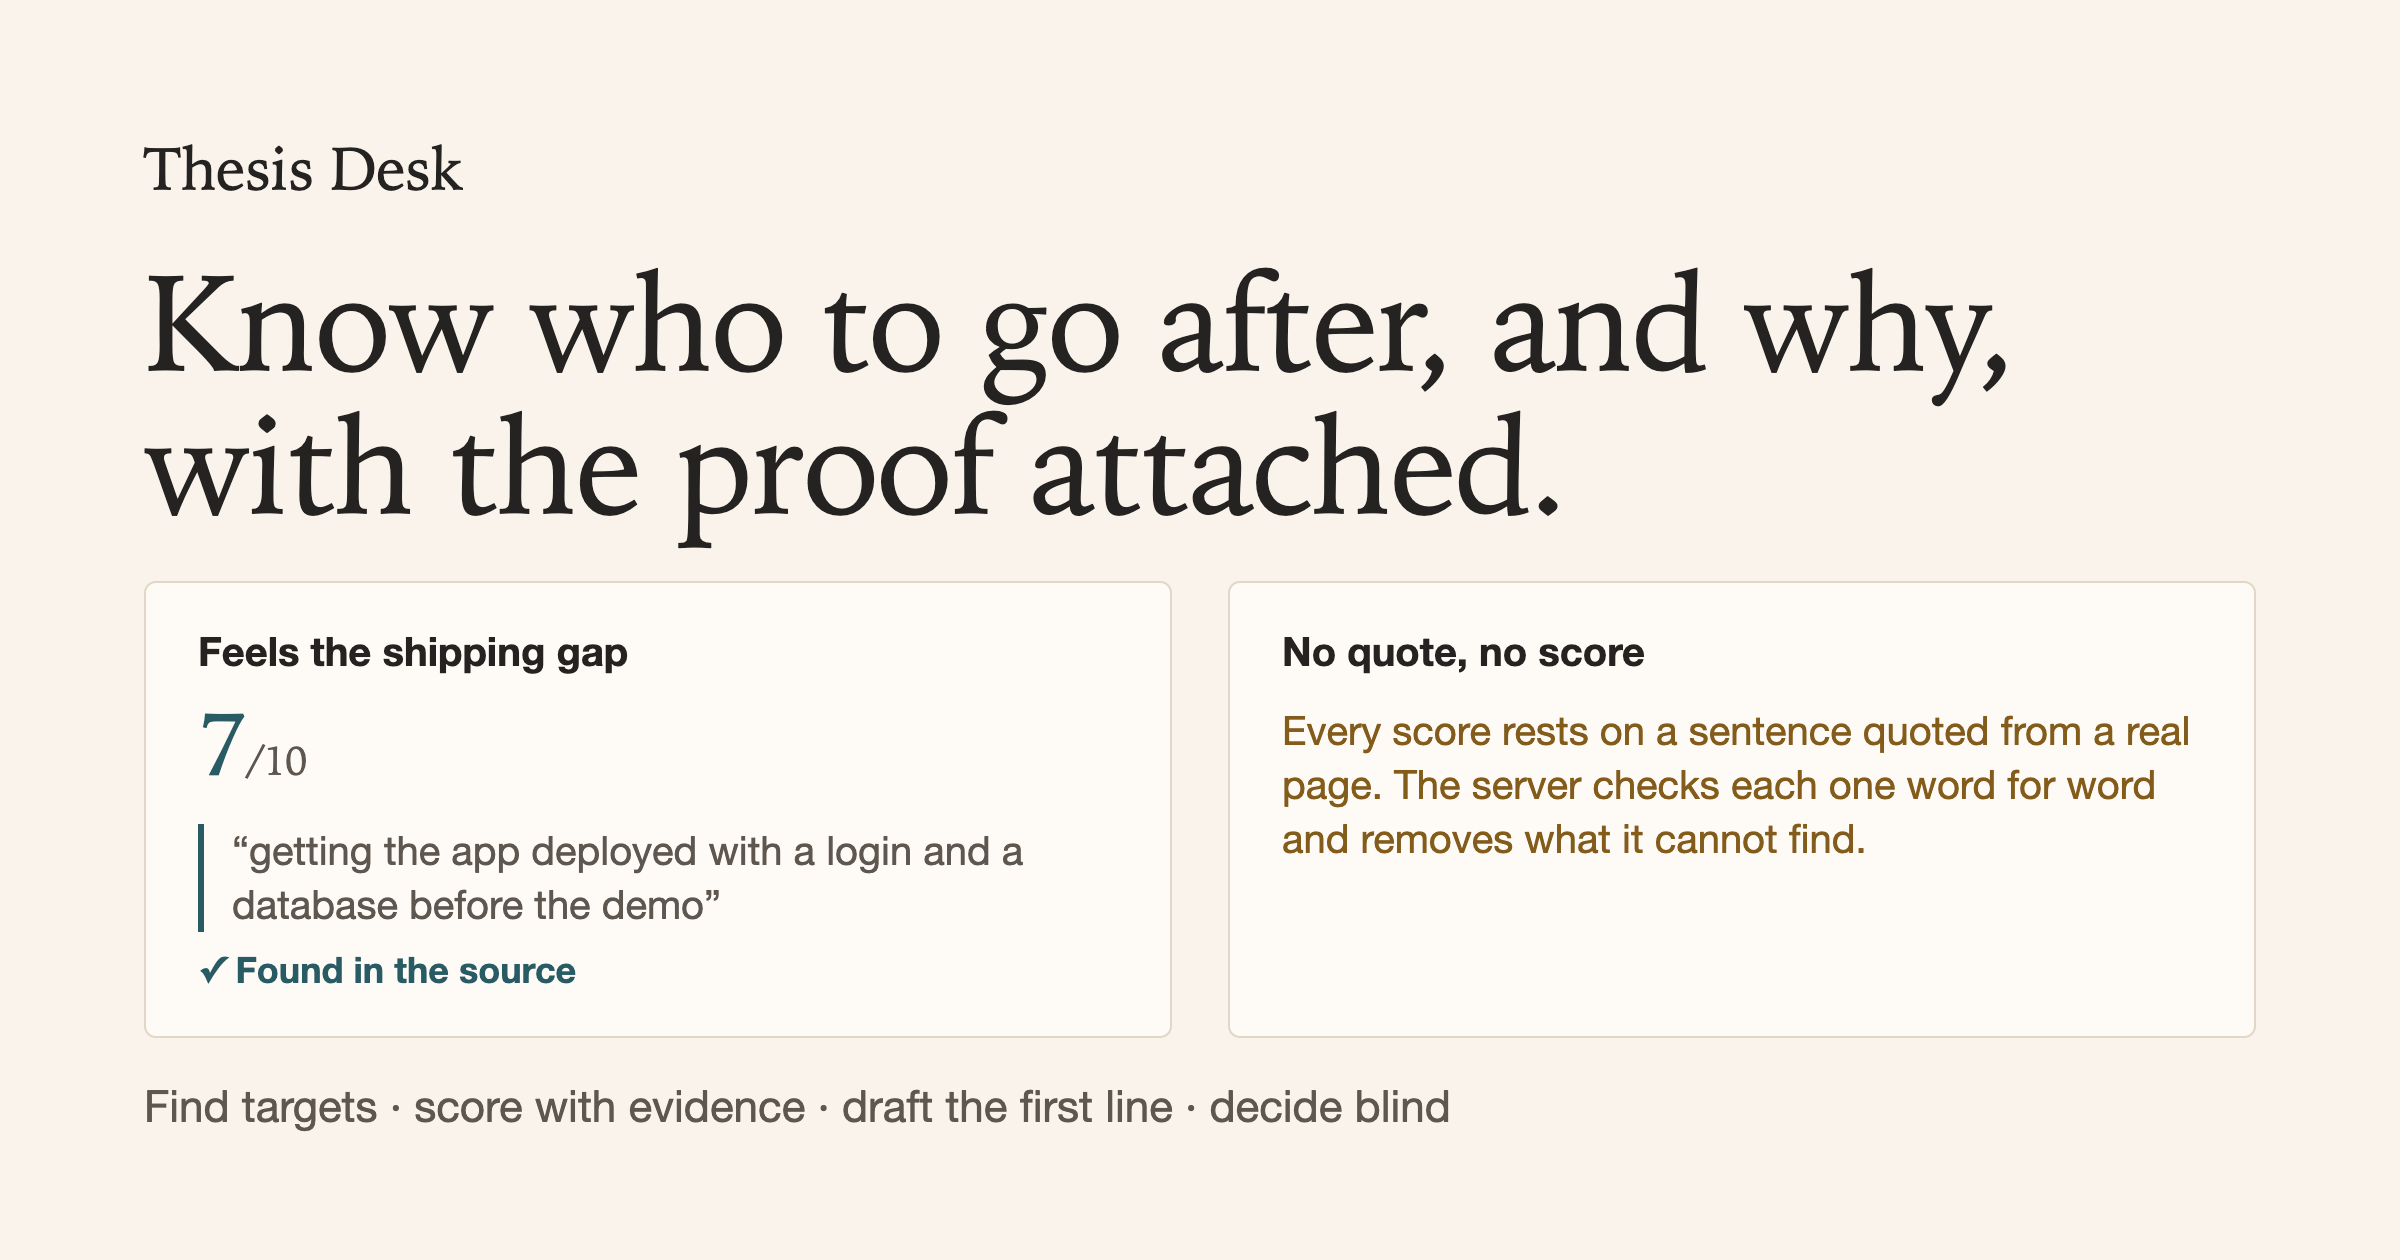 Thesis Desk
Know who to go after, and why,
with the proof attached.
Feels the shipping gap
7/10
“getting the app deployed with a login and a
database before the demo”
✓ Found in the source
No quote, no score
Every score rests on a sentence quoted from a real
page. The server checks each one word for word
and removes what it cannot find.
Find targets · score with evidence · draft the first line · decide blind